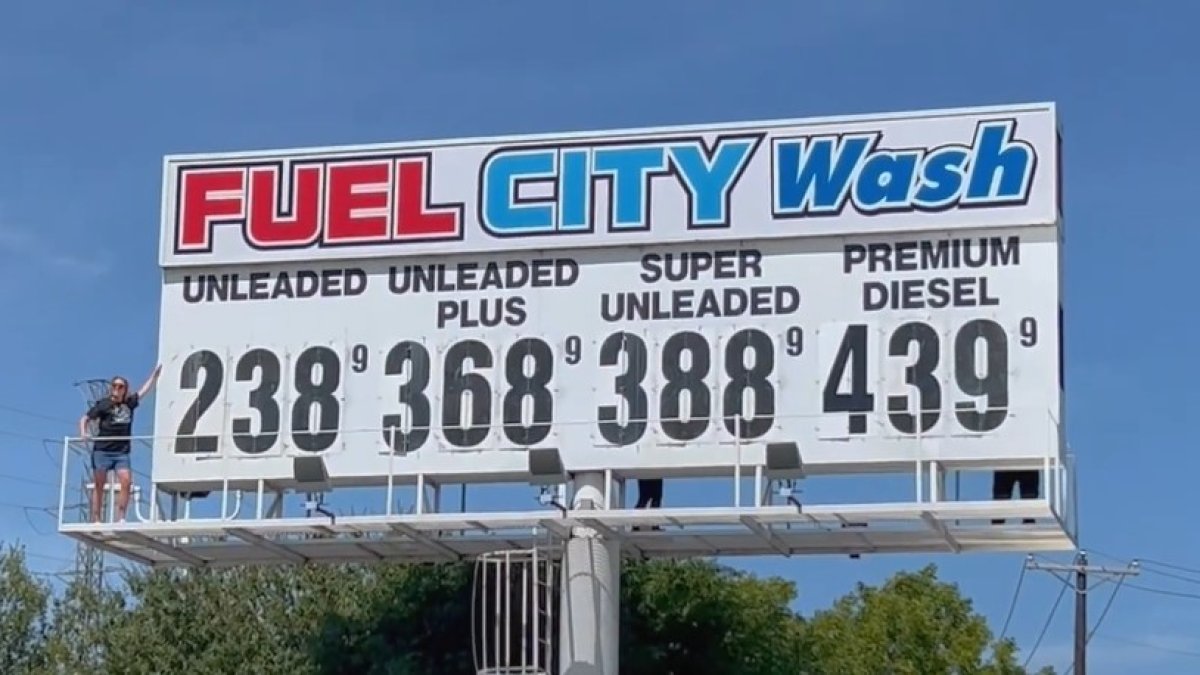 FUEL CITY Wash
UNLEADED
238 9
UNLEADED
PLUS
368 9
SUPER
UNLEADED
388 9
PREMIUM
DIESEL
439 9